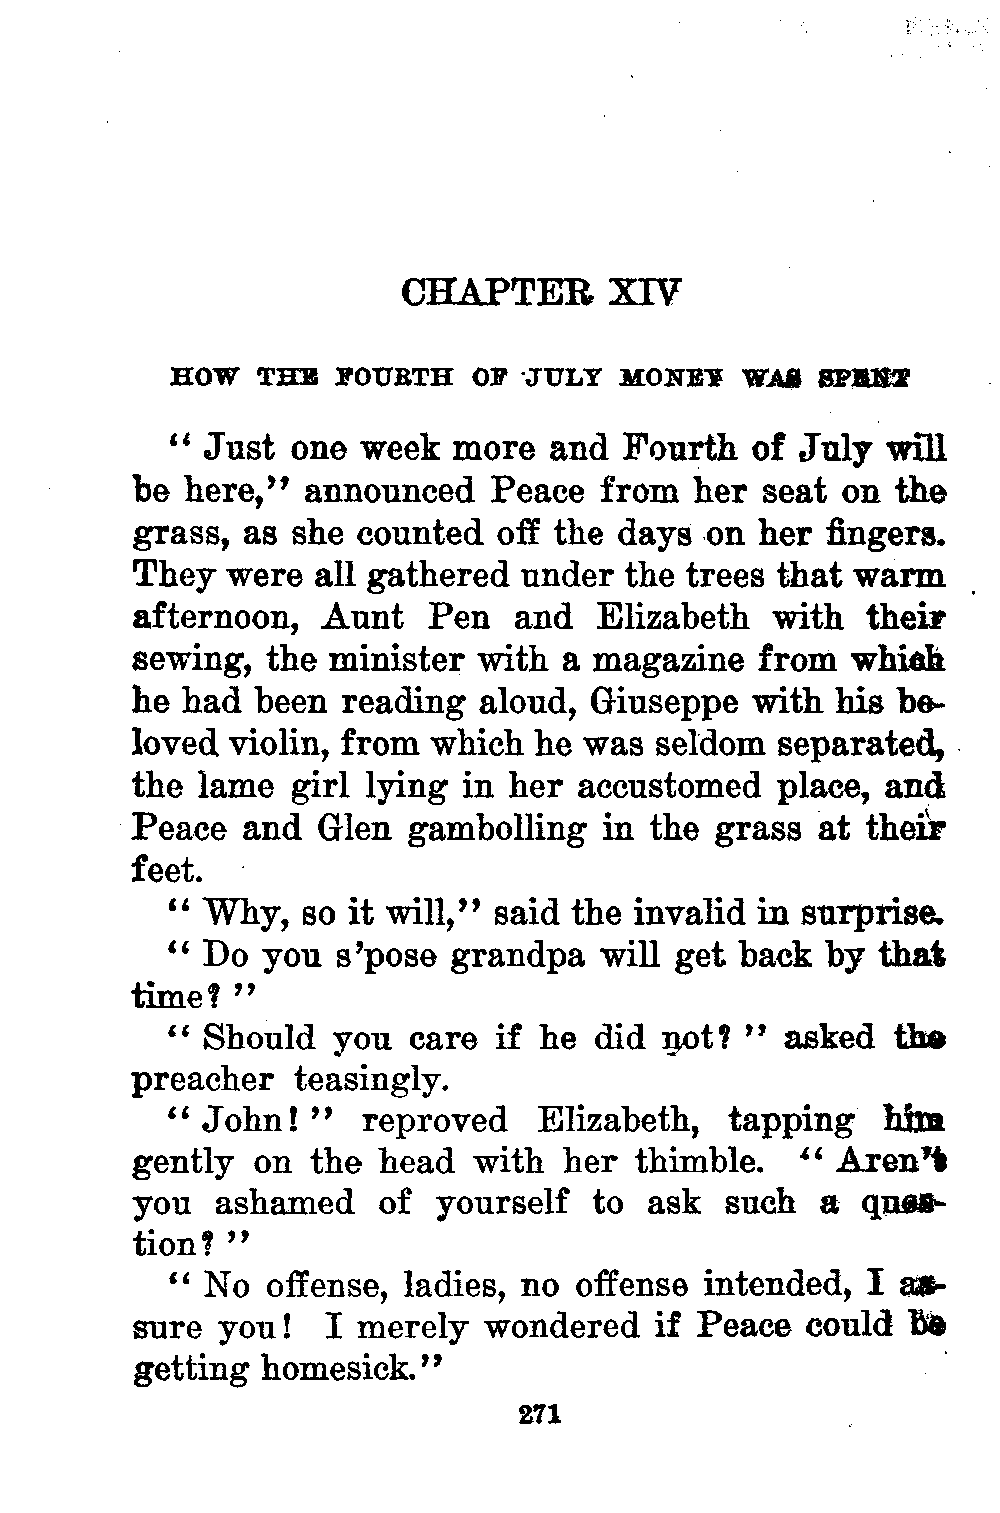 CHAPTER XIV
HOW THE FOURTH OF JULY MONEY WAS SPENT
“ Just one week more and Fourth of July will
be here,” announced Peace from her seat on the
grass, as she counted off the days on her fingers.
They were all gathered under the trees that warm
afternoon, Aunt Pen and Elizabeth with their
sewing, the minister with a magazine from which
he had been reading aloud, Giuseppe with his be-
loved violin, from which he was seldom separated,
the lame girl lying in her accustomed place, and
Peace and Glen gambolling in the grass at their
feet.
“ Why, so it will,” said the invalid in surprise.
“ Do you s’pose grandpa will get back by that
time? ”
“ Should you care if he did not? ” asked the
preacher teasingly.
“ John! ” reproved Elizabeth, tapping him
gently on the head with her thimble. “ Aren’t
you ashamed of yourself to ask such a ques-
tion? ”
“ No offense, ladies, no offense intended, I as-
sure you! I merely wondered if Peace could be
getting homesick.”
271